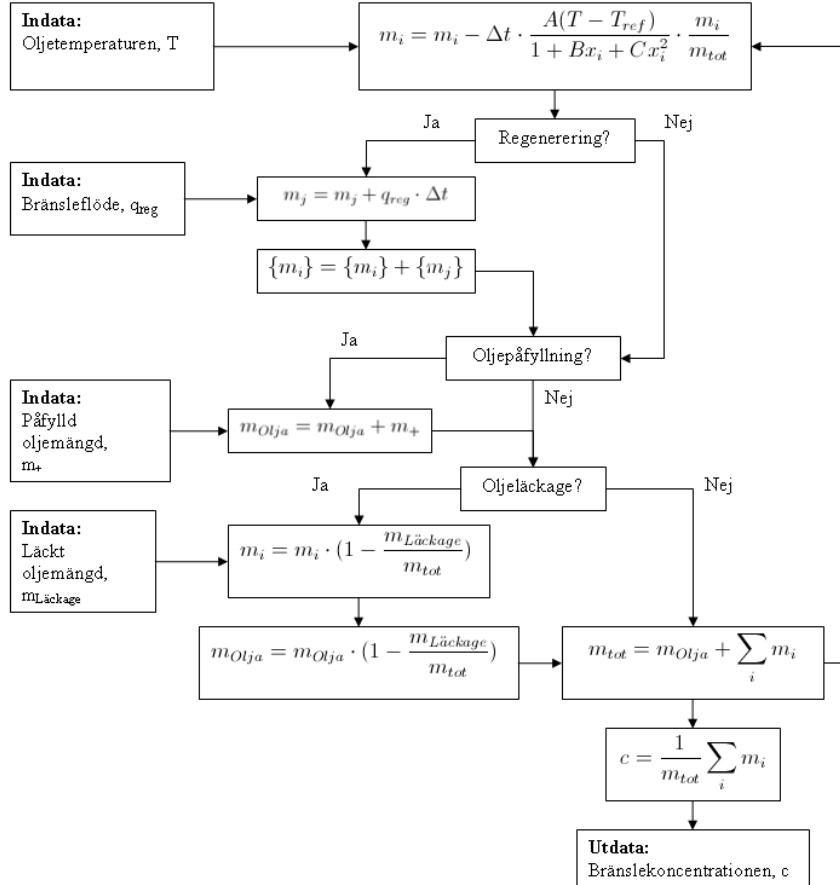 Indata:
Oljetemperaturen, T
m_i = m_i − Δt · A(T − T_ref) / (1 + Bx_i + Cx_i^2) · m_i / m_tot
Ja
Regenerering?
Nej
Indata:
Bränsleflöde, q_reg
m_j = m_j + q_reg · Δt
{m_i} = {m_i} + {m_j}
Ja
Oljepåfyllning?
Nej
Indata:
Påfylld
oljemängd,
m_+
m_Olja = m_Olja + m_+
Ja
Oljeläckage?
Nej
Indata:
Läckt
oljemängd,
m_Läckage
m_i = m_i · (1 − m_Läckage / m_tot)
m_Olja = m_Olja · (1 − m_Läckage / m_tot)
m_tot = m_Olja + ∑_i m_i
c = 1 / m_tot ∑_i m_i
Utdata:
Bränslekoncentrationen, c